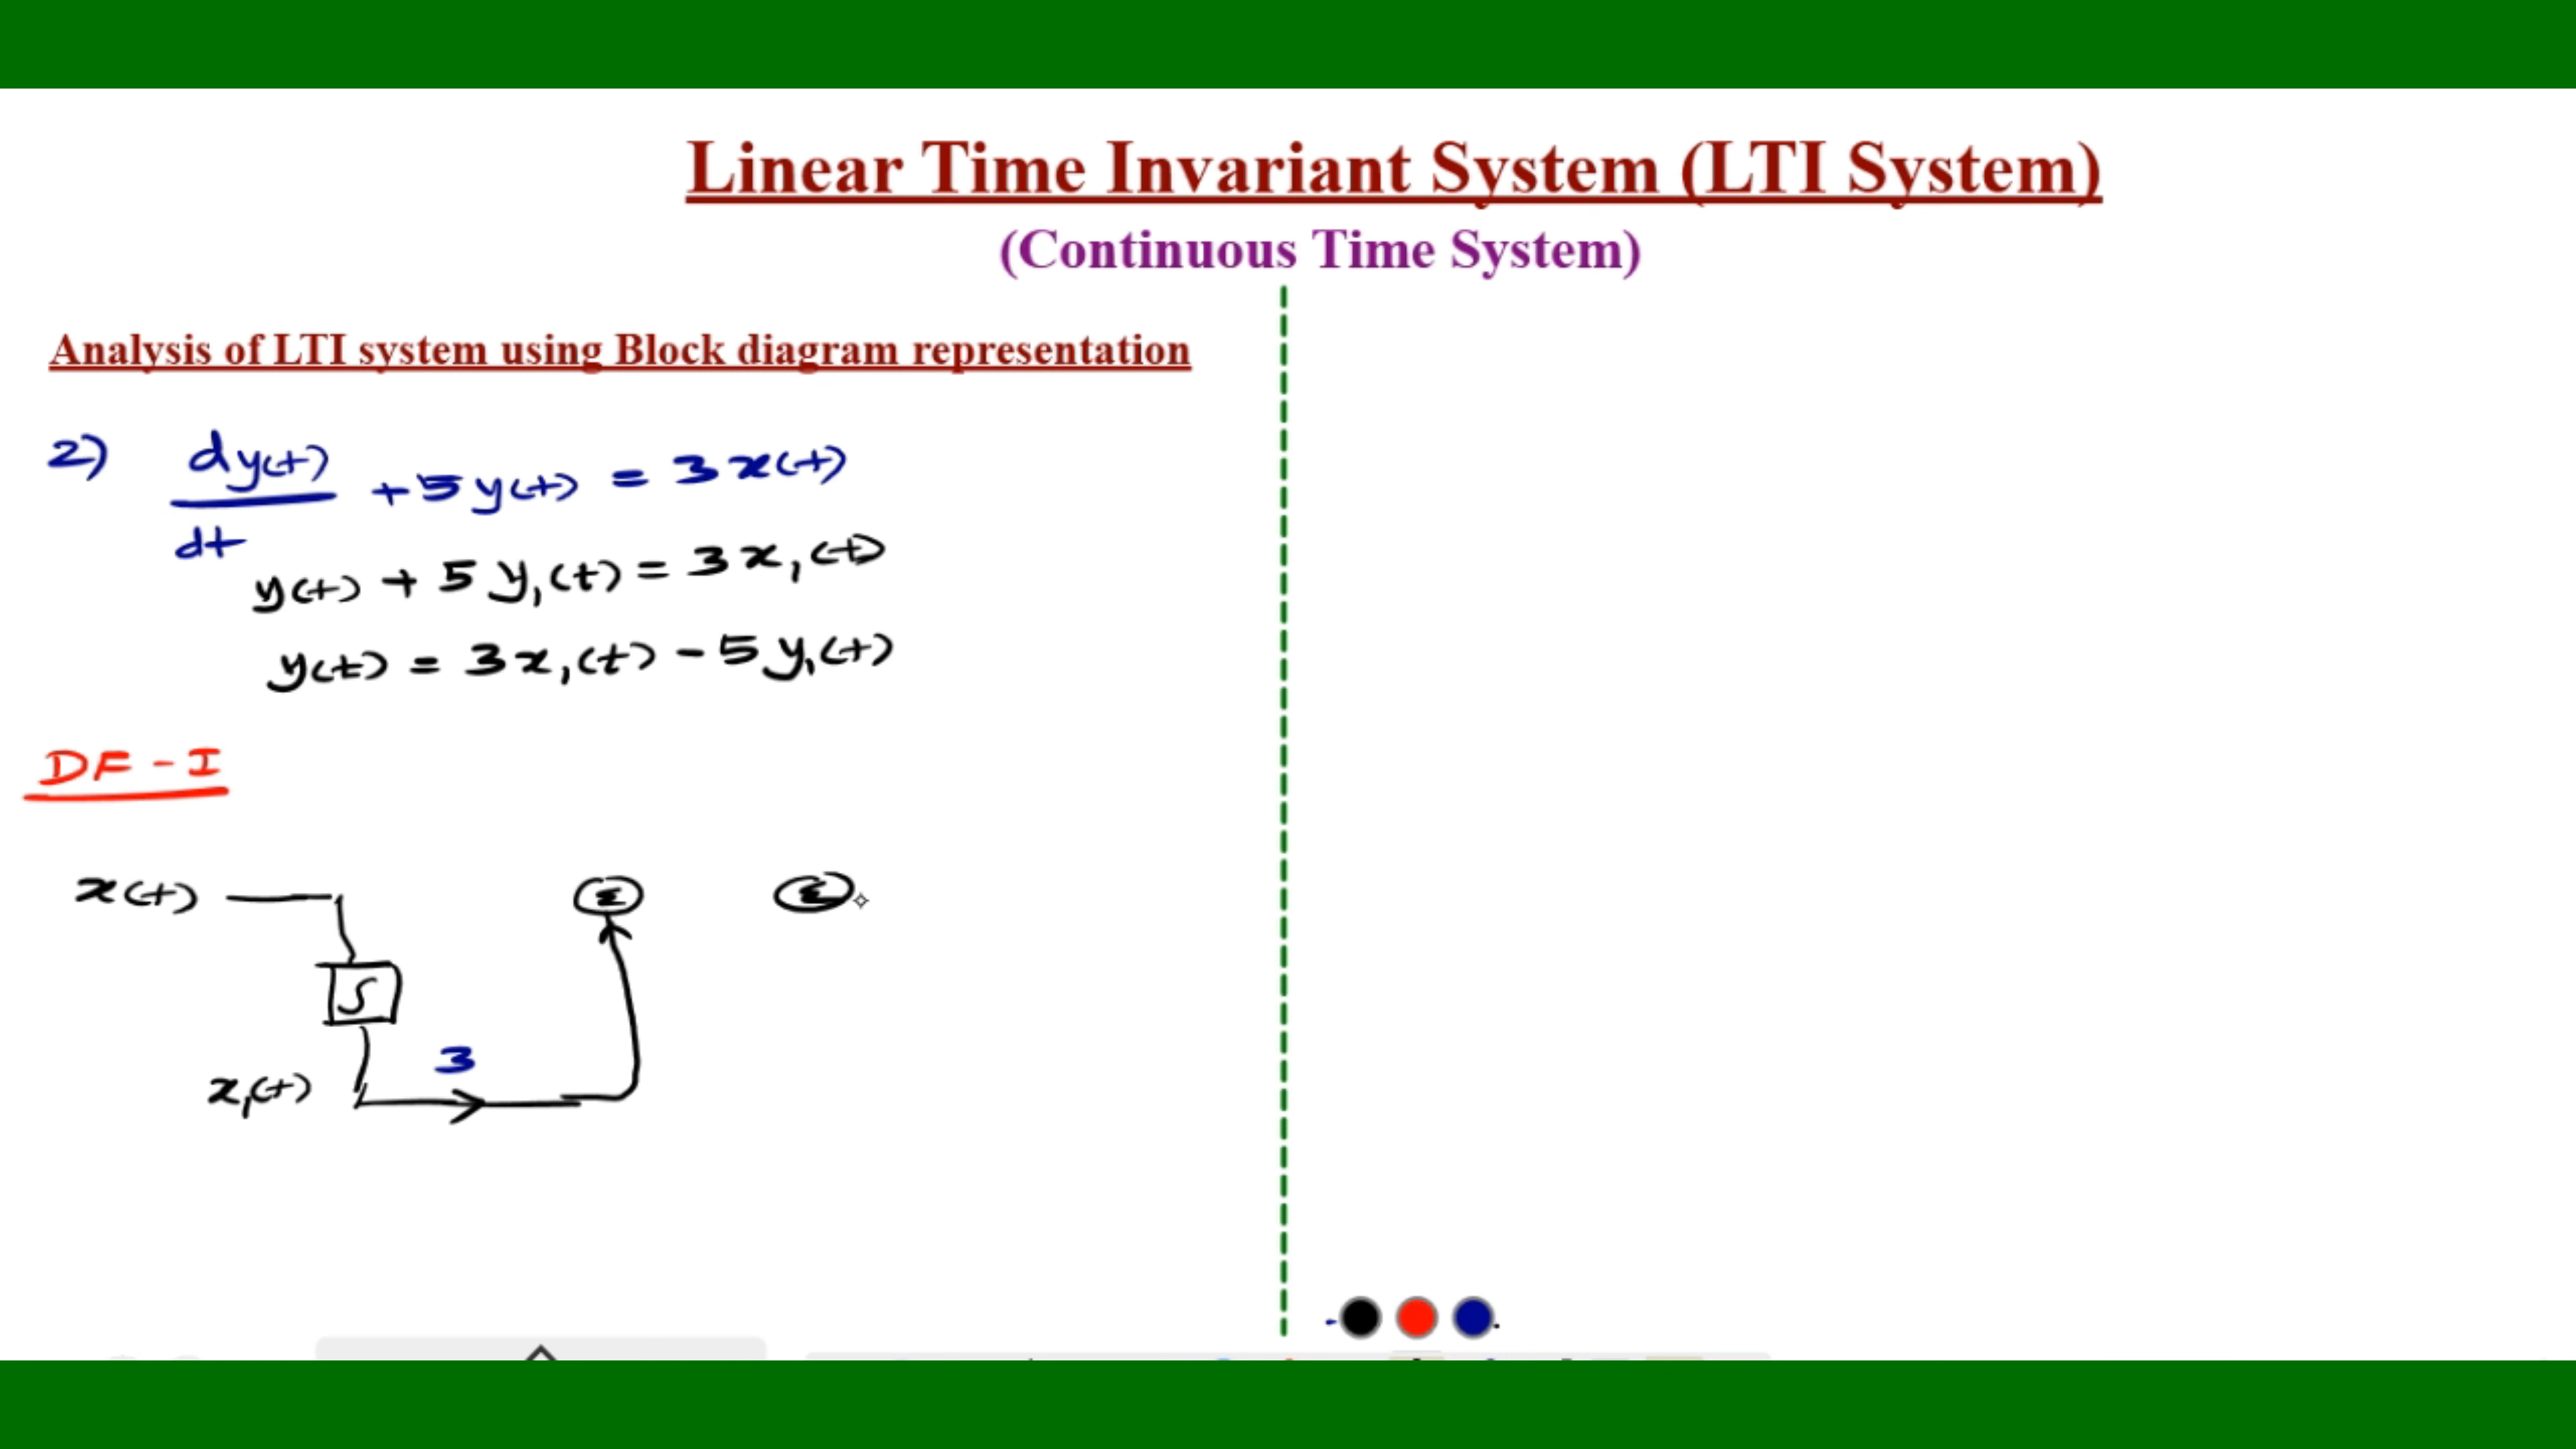 Linear Time Invariant System (LTI System)
(Continuous Time System)
Analysis of LTI system using Block diagram representation
2) dy(t)/dt + 5y(t) = 3x(t)
y(t) + 5y₁(t) = 3x₁(t)
y(t) = 3x₁(t) - 5y₁(t)
DF - I
x(t)
Σ
Σ
∫
3
x₁(t)